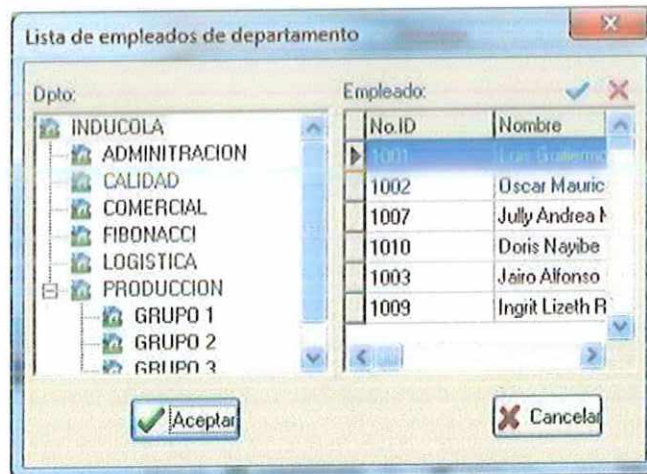 Lista de empleados de departamento
Dpto:
INDUCOLA
ADMINITRACION
CALIDAD
COMERCIAL
FIBONACCI
LOGISTICA
PRODUCCION
GRUPO 1
GRUPO 2
GRUPO 3
Empleado:
No.ID Nombre
1001 Luis Guillermo
1002 Oscar Mauric
1007 Jully Andrea
1010 Doris Nayibe
1003 Jairo Alfonso
1009 Ingrit Lizeth R
Aceptar
Cancelar